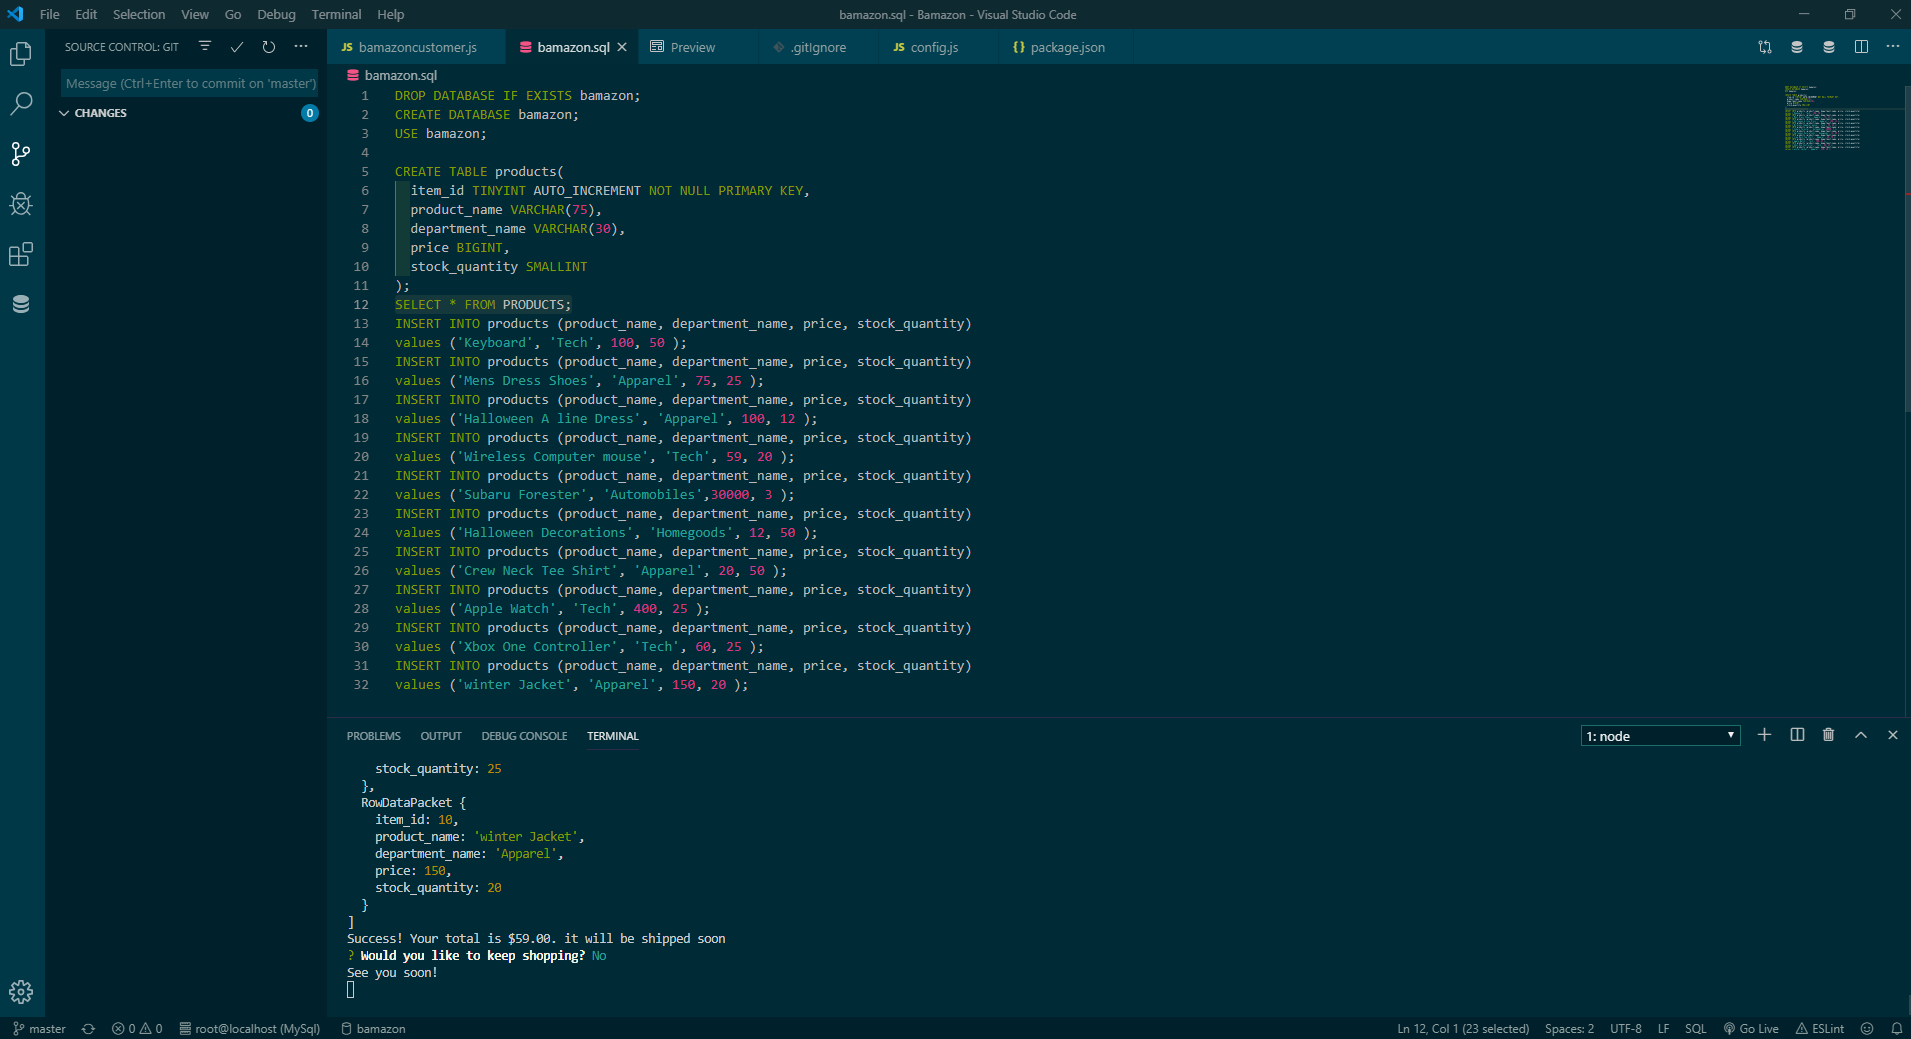 File Edit Selection View Go Debug Terminal Help
bamazon.sql - Bamazon - Visual Studio Code
SOURCE CONTROL: GIT
JS bamazoncustomer.js
bamazon.sql
Preview
.gitIgnore
JS config.js
{} package.json
Message (Ctrl+Enter to commit on 'master')
CHANGES 0
bamazon.sql
1 DROP DATABASE IF EXISTS bamazon;
2 CREATE DATABASE bamazon;
3 USE bamazon;
4
5 CREATE TABLE products(
6 item_id TINYINT AUTO_INCREMENT NOT NULL PRIMARY KEY,
7 product_name VARCHAR(75),
8 department_name VARCHAR(30),
9 price BIGINT,
10 stock_quantity SMALLINT
11 );
12 SELECT * FROM PRODUCTS;
13 INSERT INTO products (product_name, department_name, price, stock_quantity)
14 values ('Keyboard', 'Tech', 100, 50 );
15 INSERT INTO products (product_name, department_name, price, stock_quantity)
16 values ('Mens Dress Shoes', 'Apparel', 75, 25 );
17 INSERT INTO products (product_name, department_name, price, stock_quantity)
18 values ('Halloween A line Dress', 'Apparel', 100, 12 );
19 INSERT INTO products (product_name, department_name, price, stock_quantity)
20 values ('Wireless Computer mouse', 'Tech', 59, 20 );
21 INSERT INTO products (product_name, department_name, price, stock_quantity)
22 values ('Subaru Forester', 'Automobiles',30000, 3 );
23 INSERT INTO products (product_name, department_name, price, stock_quantity)
24 values ('Halloween Decorations', 'Homegoods', 12, 50 );
25 INSERT INTO products (product_name, department_name, price, stock_quantity)
26 values ('Crew Neck Tee Shirt', 'Apparel', 20, 50 );
27 INSERT INTO products (product_name, department_name, price, stock_quantity)
28 values ('Apple Watch', 'Tech', 400, 25 );
29 INSERT INTO products (product_name, department_name, price, stock_quantity)
30 values ('Xbox One Controller', 'Tech', 60, 25 );
31 INSERT INTO products (product_name, department_name, price, stock_quantity)
32 values ('winter Jacket', 'Apparel', 150, 20 );
PROBLEMS OUTPUT DEBUG CONSOLE TERMINAL
1: node
stock_quantity: 25
},
RowDataPacket {
item_id: 10,
product_name: 'winter Jacket',
department_name: 'Apparel',
price: 150,
stock_quantity: 20
}
]
Success! Your total is $59.00. it will be shipped soon
? Would you like to keep shopping? No
See you soon!
master 0 0 root@localhost (MySql) bamazon
Ln 12, Col 1 (23 selected) Spaces: 2 UTF-8 LF SQL Go Live ESLint